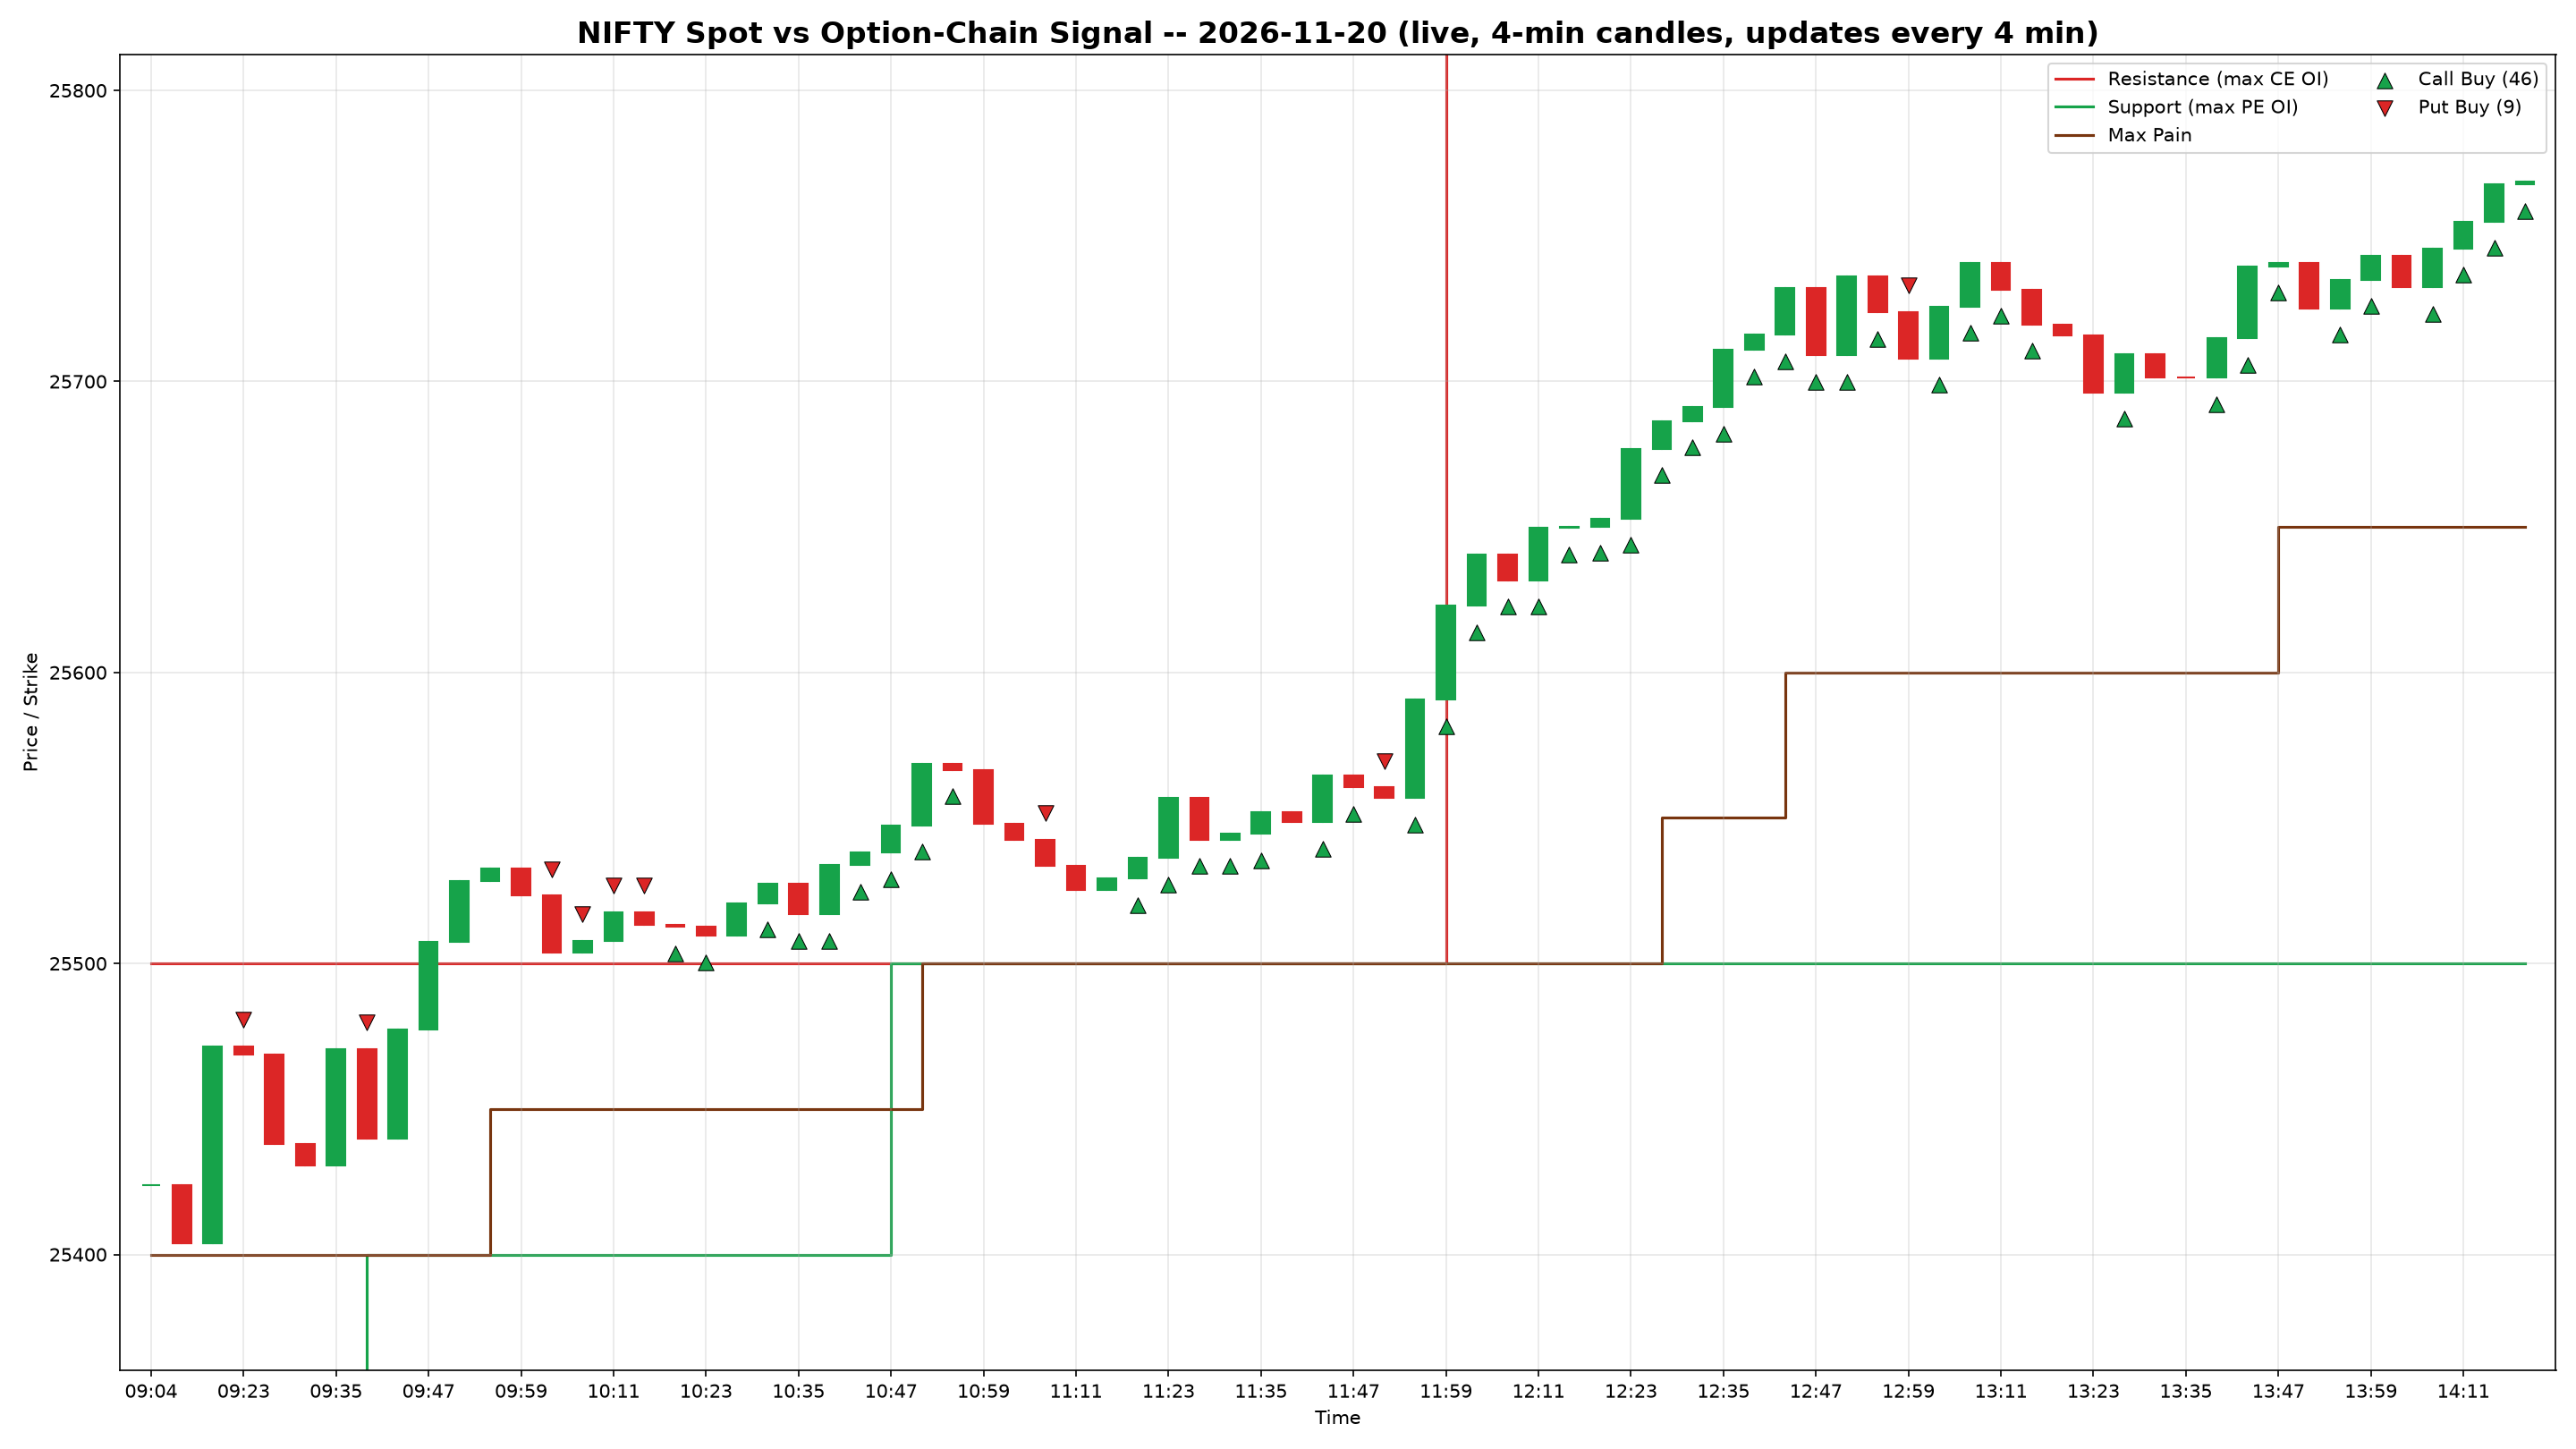 NIFTY Spot vs Option-Chain Signal -- 2026-11-20 (live, 4-min candles, updates every 4 min)
Resistance (max CE OI)
Support (max PE OI)
Max Pain
Call Buy (46)
Put Buy (9)
Price / Strike
25800
25700
25600
25500
25400
09:04 09:23 09:35 09:47 09:59 10:11 10:23 10:35 10:47 10:59 11:11 11:23 11:35 11:47 11:59 12:11 12:23 12:35 12:47 12:59 13:11 13:23 13:35 13:47 13:59 14:11
Time